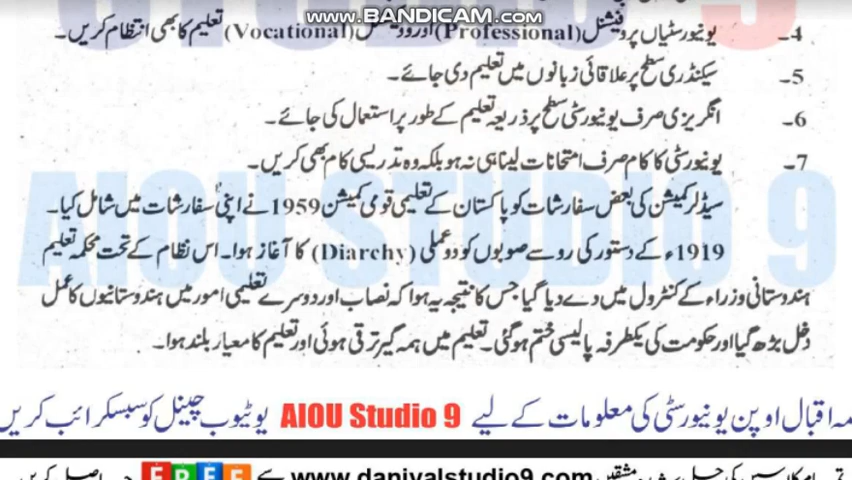 www.BANDICAM.com
4۔ یونیورسٹیاں پروفیشنل (Professional) اور ووکیشنل (Vocational) تعلیم کا بھی انتظام کریں۔
5۔ سیکنڈری سطح پر علاقائی زبانوں میں تعلیم دی جائے۔
6۔ انگریزی صرف یونیورسٹی سطح پر ذریعہ تعلیم کے طور پر استعمال کی جائے۔
7۔ یونیورسٹی کا کام صرف امتحانات لینا ہی نہ ہو بلکہ وہ تدریسی کام بھی کریں۔
سیڈلر کمیشن کی بعض سفارشات کو پاکستان کے تعلیمی قومی کمیشن 1959 نے اپنی سفارشات میں شامل کیا۔
1919ء کے دستور کی رو سے صوبوں کو دو عملی (Diarchy) کا آغاز ہوا۔ اس نظام کے تحت محکمہ تعلیم
ہندوستانی وزراء کے کنٹرول میں دے دیا گیا جس کا نتیجہ یہ ہوا کہ نصاب اور دوسرے تعلیمی امور میں ہندوستانیوں کا عمل
دخل بڑھ گیا اور حکومت کی یکطرفہ پالیسی ختم ہوگئی۔ تعلیم میں ہمہ گیر ترقی ہوئی اور تعلیم کا معیار بلند ہوا۔
AIOU STUDIO 9
اقبال اوپن یونیورسٹی کی معلومات کے لیے AIOU Studio 9 یوٹیوب چینل کو سبسکرائب کریں
www.daniyalstudio9.com سے FREE